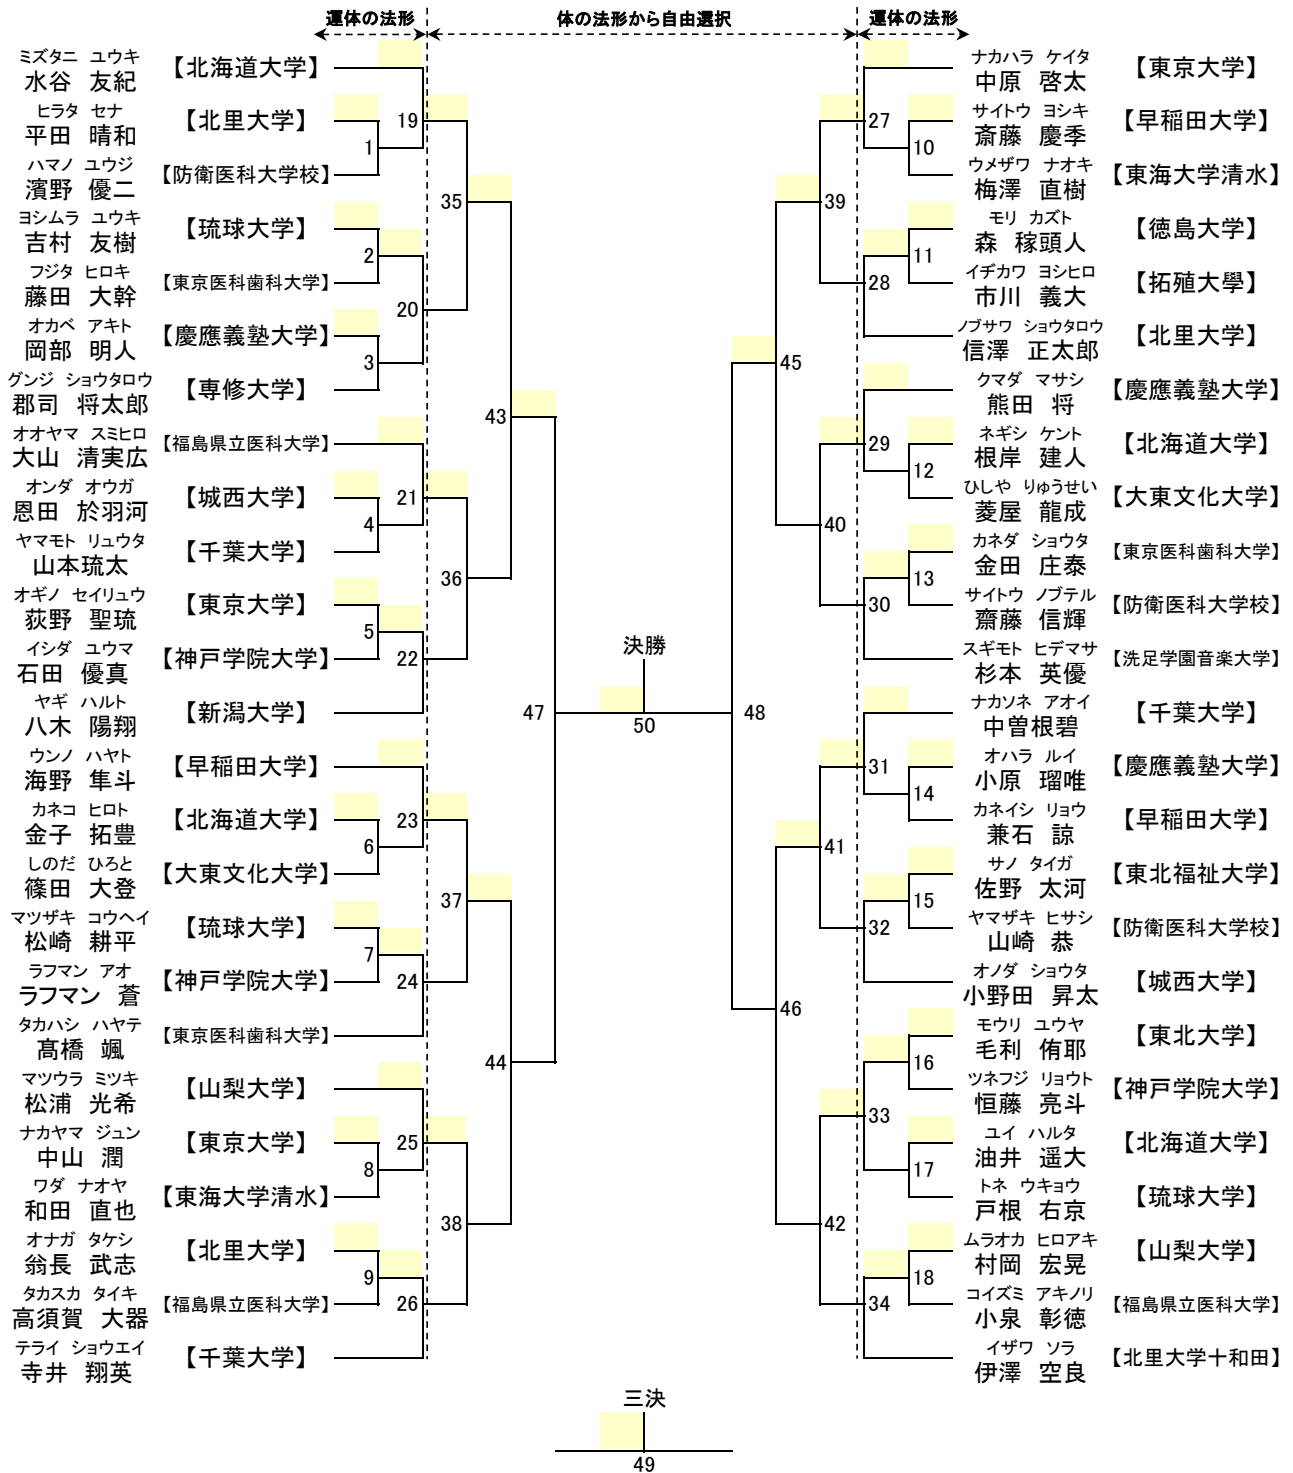 運体の法形
体の法形から自由選択
運体の法形
ミズタニ ユウキ
水谷 友紀
【北海道大学】
ヒラタ セナ
平田 晴和
【北里大学】
ハマノ ユウジ
濱野 優二
【防衛医科大学校】
ヨシムラ ユウキ
吉村 友樹
【琉球大学】
フジタ ヒロキ
藤田 大幹
【東京医科歯科大学】
オカベ アキト
岡部 明人
【慶應義塾大学】
グンジ ショウタロウ
郡司 将太郎
【専修大学】
オオヤマ スミヒロ
大山 清実広
【福島県立医科大学】
オンダ オウガ
恩田 於羽河
【城西大学】
ヤマモト リュウタ
山本琉太
【千葉大学】
オギノ セイリュウ
荻野 聖琉
【東京大学】
イシダ ユウマ
石田 優真
【神戸学院大学】
ヤギ ハルト
八木 陽翔
【新潟大学】
ウンノ ハヤト
海野 隼斗
【早稲田大学】
カネコ ヒロト
金子 拓豊
【北海道大学】
しのだ ひろと
篠田 大登
【大東文化大学】
マツザキ コウヘイ
松崎 耕平
【琉球大学】
ラフマン アオ
ラフマン 蒼
【神戸学院大学】
タカハシ ハヤテ
髙橋 颯
【東京医科歯科大学】
マツウラ ミツキ
松浦 光希
【山梨大学】
ナカヤマ ジュン
中山 潤
【東京大学】
ワダ ナオヤ
和田 直也
【東海大学清水】
オナガ タケシ
翁長 武志
【北里大学】
タカスカ タイキ
高須賀 大器
【福島県立医科大学】
テライ ショウエイ
寺井 翔英
【千葉大学】
1
2
3
4
5
6
7
8
9
19
20
21
22
23
24
25
26
35
36
37
38
43
44
47
決勝
50
48
45
46
39
40
41
42
27
28
29
30
31
32
33
34
10
11
12
13
14
15
16
17
18
ナカハラ ケイタ
中原 啓太
【東京大学】
サイトウ ヨシキ
斎藤 慶季
【早稲田大学】
ウメザワ ナオキ
梅澤 直樹
【東海大学清水】
モリ カズト
森 稼頭人
【徳島大学】
イデカワ ヨシヒロ
市川 義大
【拓殖大學】
ノブサワ ショウタロウ
信澤 正太郎
【北里大学】
クマダ マサシ
熊田 将
【慶應義塾大学】
ネギシ ケント
根岸 建人
【北海道大学】
ひしや りゅうせい
菱屋 龍成
【大東文化大学】
カネダ ショウタ
金田 庄泰
【東京医科歯科大学】
サイトウ ノブテル
齋藤 信輝
【防衛医科大学校】
スギモト ヒデマサ
杉本 英優
【洗足学園音楽大学】
ナカソネ アオイ
中曽根碧
【千葉大学】
オハラ ルイ
小原 瑠唯
【慶應義塾大学】
カネイシ リョウ
兼石 諒
【早稲田大学】
サノ タイガ
佐野 太河
【東北福祉大学】
ヤマザキ ヒサシ
山崎 恭
【防衛医科大学校】
オノダ ショウタ
小野田 昇太
【城西大学】
モウリ ユウヤ
毛利 侑耶
【東北大学】
ツネフジ リョウト
恒藤 亮斗
【神戸学院大学】
ユイ ハルタ
油井 遥大
【北海道大学】
トネ ウキョウ
戸根 右京
【琉球大学】
ムラオカ ヒロアキ
村岡 宏晃
【山梨大学】
コイズミ アキノリ
小泉 彰徳
【福島県立医科大学】
イザワ ソラ
伊澤 空良
【北里大学十和田】
三決
49